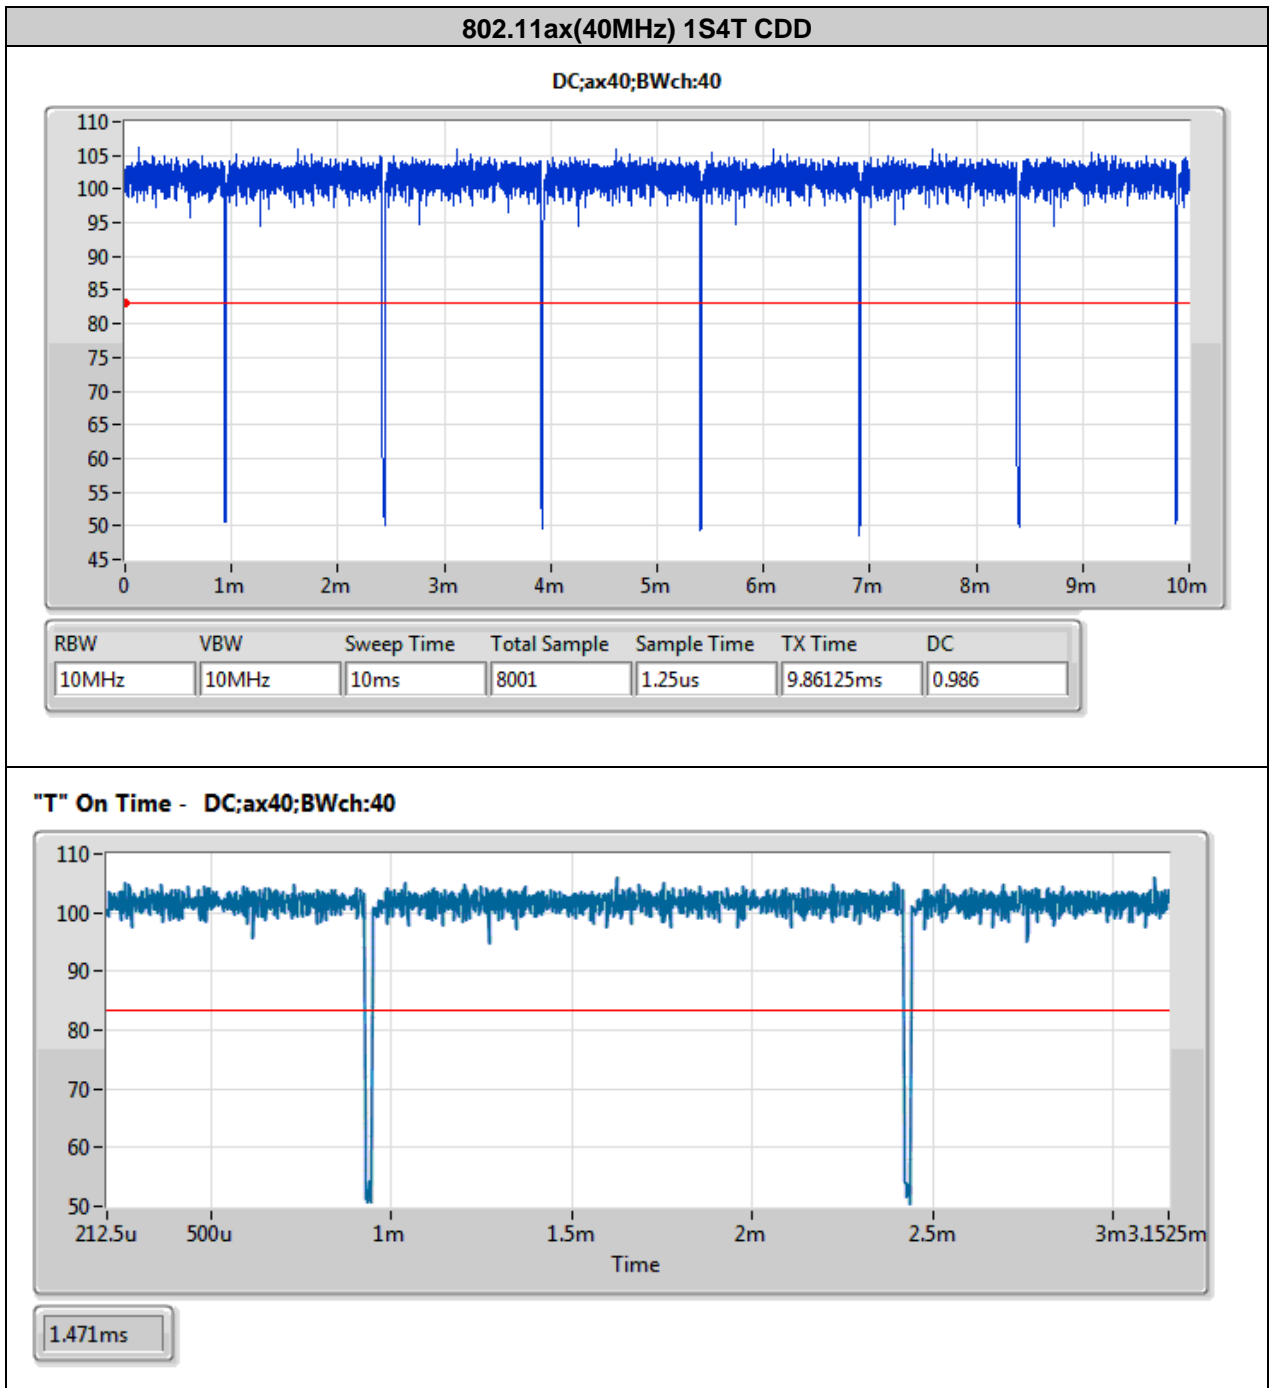 802.11ax(40MHz) 1S4T CDD
DC;ax40;BWch:40
110
105
100
95
90
85
80
75
70
65
60
55
50
45
0 1m 2m 3m 4m 5m 6m 7m 8m 9m 10m
RBW VBW Sweep Time Total Sample Sample Time TX Time DC
10MHz 10MHz 10ms 8001 1.25us 9.86125ms 0.986
"T" On Time - DC;ax40;BWch:40
110
100
90
80
70
60
50
212.5u 500u 1m 1.5m 2m 2.5m 3m 3.1525m
Time
1.471ms